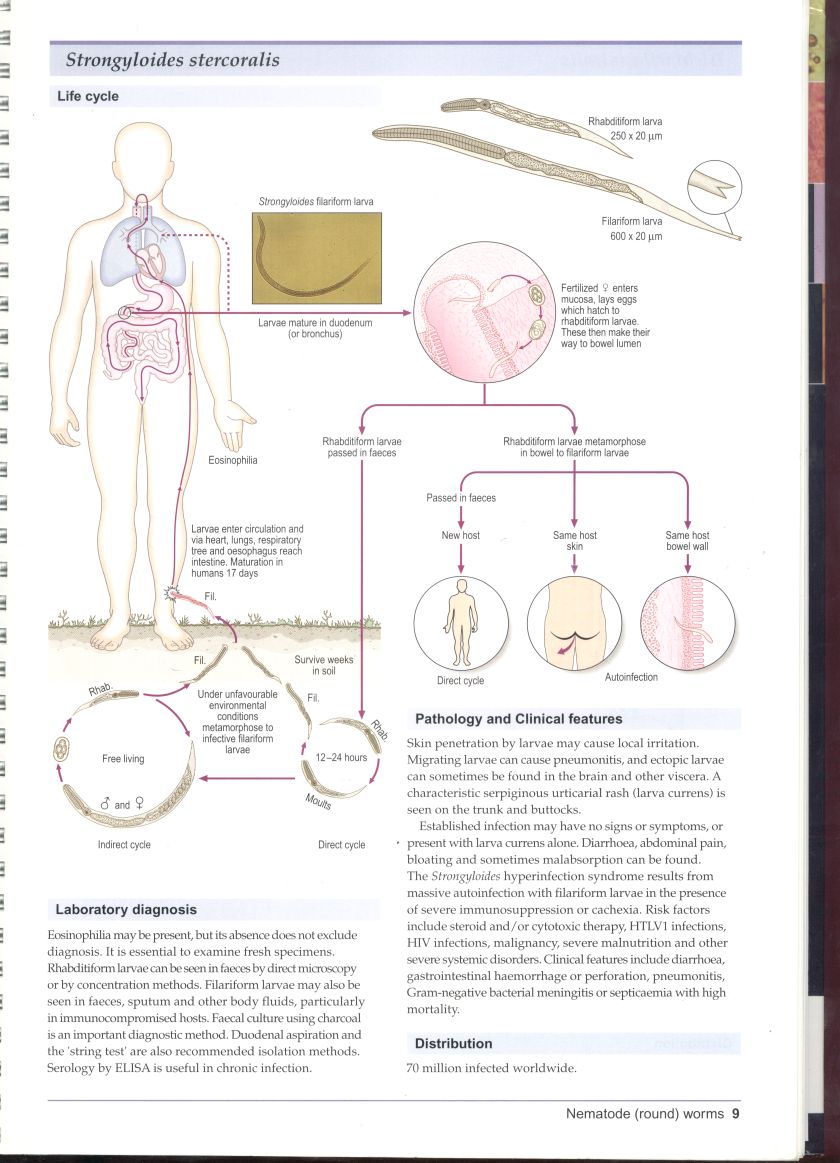 Strongyloides stercoralis
Life cycle
Rhabditiform larva
250 x 20 µm
Filariform larva
600 x 20 µm
Strongyloides filariform larva
Larvae mature in duodenum
(or bronchus)
Fertilized ♀ enters
mucosa, lays eggs
which hatch to
rhabditiform larvae.
These then make their
way to bowel lumen
Eosinophilia
Rhabditiform larvae
passed in faeces
Rhabditiform larvae metamorphose
in bowel to filariform larvae
Passed in faeces
New host
Same host
skin
Same host
bowel wall
Direct cycle
Autoinfection
Larvae enter circulation and
via heart, lungs, respiratory
tree and oesophagus reach
intestine. Maturation in
humans 17 days
Fil.
Fil.
Survive weeks
in soil
Rhab.
Under unfavourable
environmental
conditions
metamorphose to
infective filariform
larvae
Fil.
Rhab.
Free living
12–24 hours
♂ and ♀
Moults
Indirect cycle
Direct cycle
Laboratory diagnosis
Eosinophilia may be present, but its absence does not exclude
diagnosis. It is essential to examine fresh specimens.
Rhabditiform larvae can be seen in faeces by direct microscopy
or by concentration methods. Filariform larvae may also be
seen in faeces, sputum and other body fluids, particularly
in immunocompromised hosts. Faecal culture using charcoal
is an important diagnostic method. Duodenal aspiration and
the 'string test' are also recommended isolation methods.
Serology by ELISA is useful in chronic infection.
Pathology and Clinical features
Skin penetration by larvae may cause local irritation.
Migrating larvae can cause pneumonitis, and ectopic larvae
can sometimes be found in the brain and other viscera. A
characteristic serpiginous urticarial rash (larva currens) is
seen on the trunk and buttocks.
Established infection may have no signs or symptoms, or
present with larva currens alone. Diarrhoea, abdominal pain,
bloating and sometimes malabsorption can be found.
The Strongyloides hyperinfection syndrome results from
massive autoinfection with filariform larvae in the presence
of severe immunosuppression or cachexia. Risk factors
include steroid and/or cytotoxic therapy, HTLV1 infections,
HIV infections, malignancy, severe malnutrition and other
severe systemic disorders. Clinical features include diarrhoea,
gastrointestinal haemorrhage or perforation, pneumonitis,
Gram-negative bacterial meningitis or septicaemia with high
mortality.
Distribution
70 million infected worldwide.
Nematode (round) worms 9